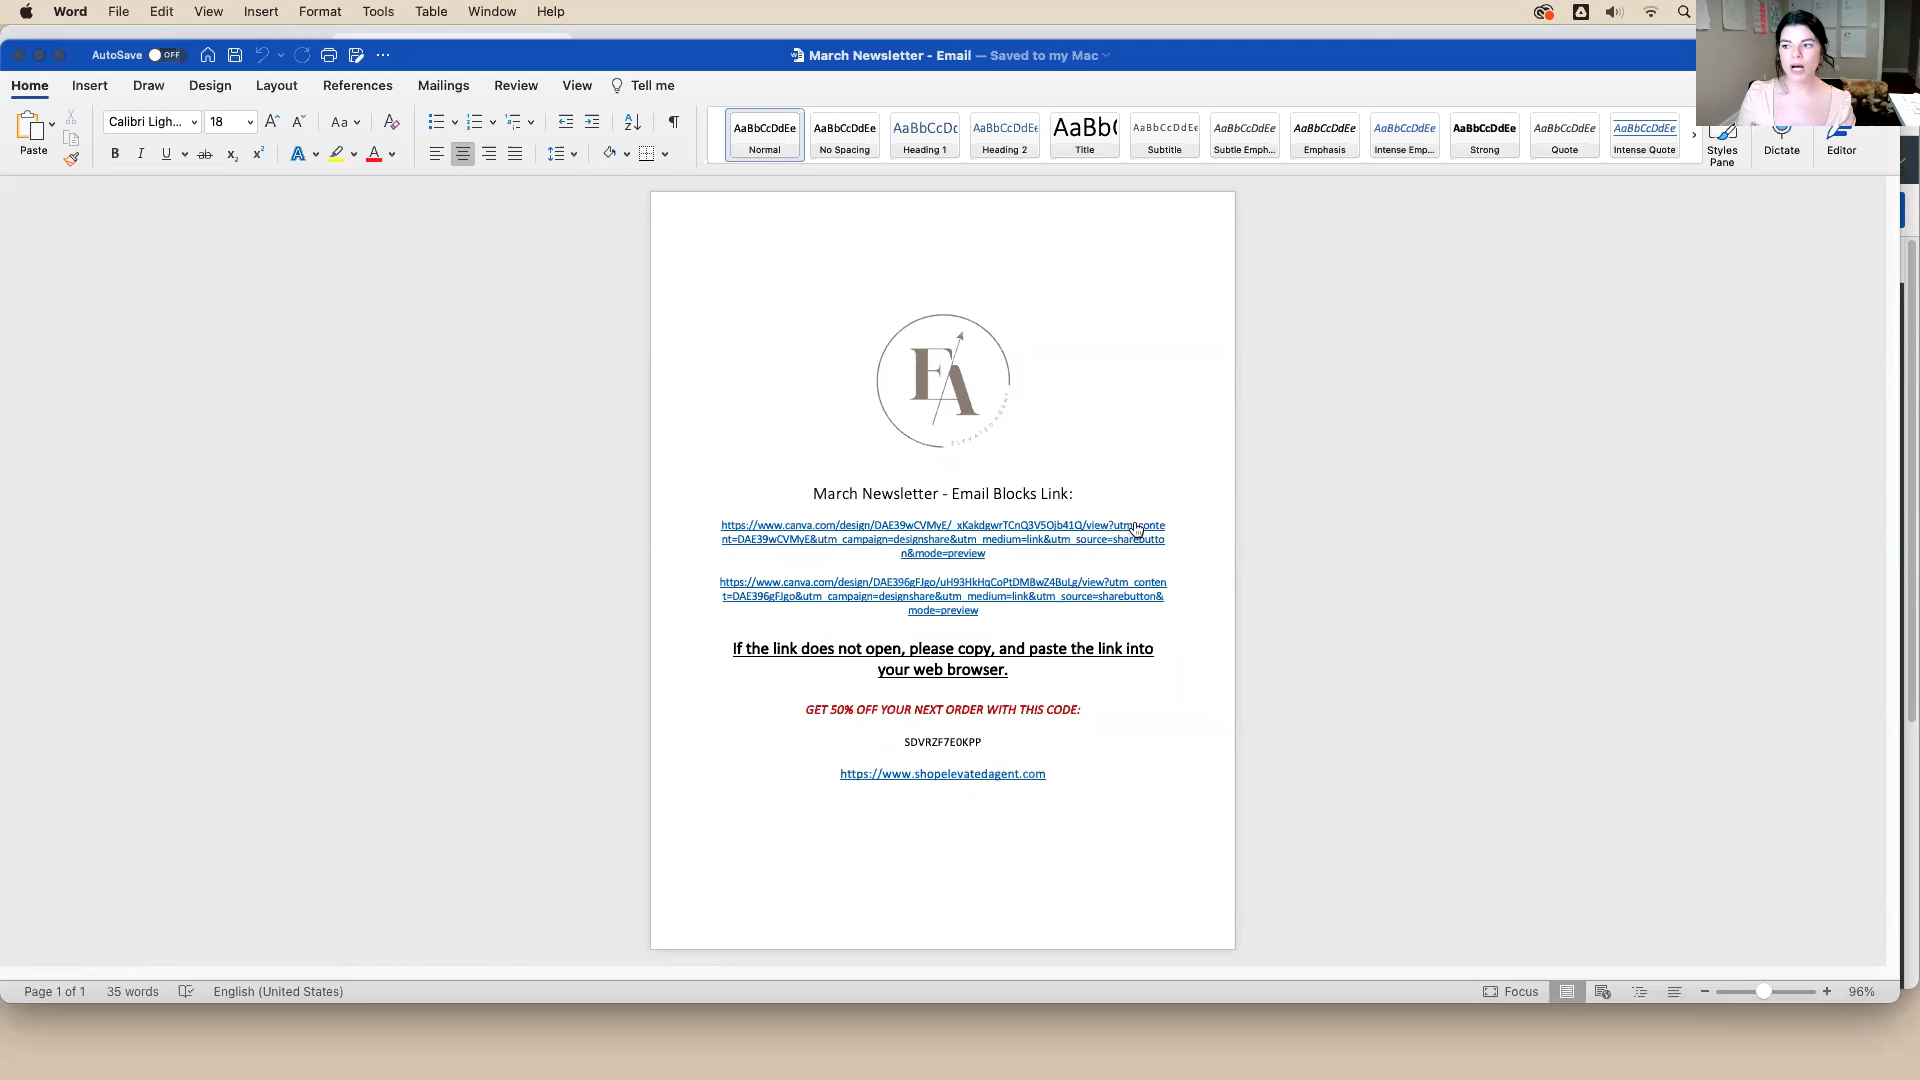 Word File Edit View Insert Format Tools Table Window Help
AutoSave OFF March Newsletter - Email — Saved to my Mac
Home Insert Draw Design Layout References Mailings Review View Tell me
Paste
Calibri Ligh... 18
AaBbCcDdEe AaBbCcDdEe AaBbCcDc AaBbCcDdE AaBb( AaBbCcDdEe AaBbCcDdEe AaBbCcDdEe AaBbCcDdEe AaBbCcDdEe AaBbCcDdEe AaBbCcDdEe
Normal No Spacing Heading 1 Heading 2 Title Subtitle Subtle Emph... Emphasis Intense Emp... Strong Quote Intense Quote
Styles Pane Dictate Editor
EA
ELEVATED AGENT
March Newsletter - Email Blocks Link:
https://www.canva.com/design/DAE39wCVMyE/_xKakdgwrTCnQ3V5Ojb41Q/view?utm_conte
nt=DAE39wCVMyE&utm_campaign=designshare&utm_medium=link&utm_source=sharebutto
n&mode=preview
https://www.canva.com/design/DAE396gFJgo/uH93HkHqCoPtDMBwZ4BuLg/view?utm_conten
t=DAE396gFJgo&utm_campaign=designshare&utm_medium=link&utm_source=sharebutton&
mode=preview
If the link does not open, please copy, and paste the link into
your web browser.
GET 50% OFF YOUR NEXT ORDER WITH THIS CODE:
SDVRZF7E0KPP
https://www.shopelevatedagent.com
Page 1 of 1 35 words English (United States) Focus 96%